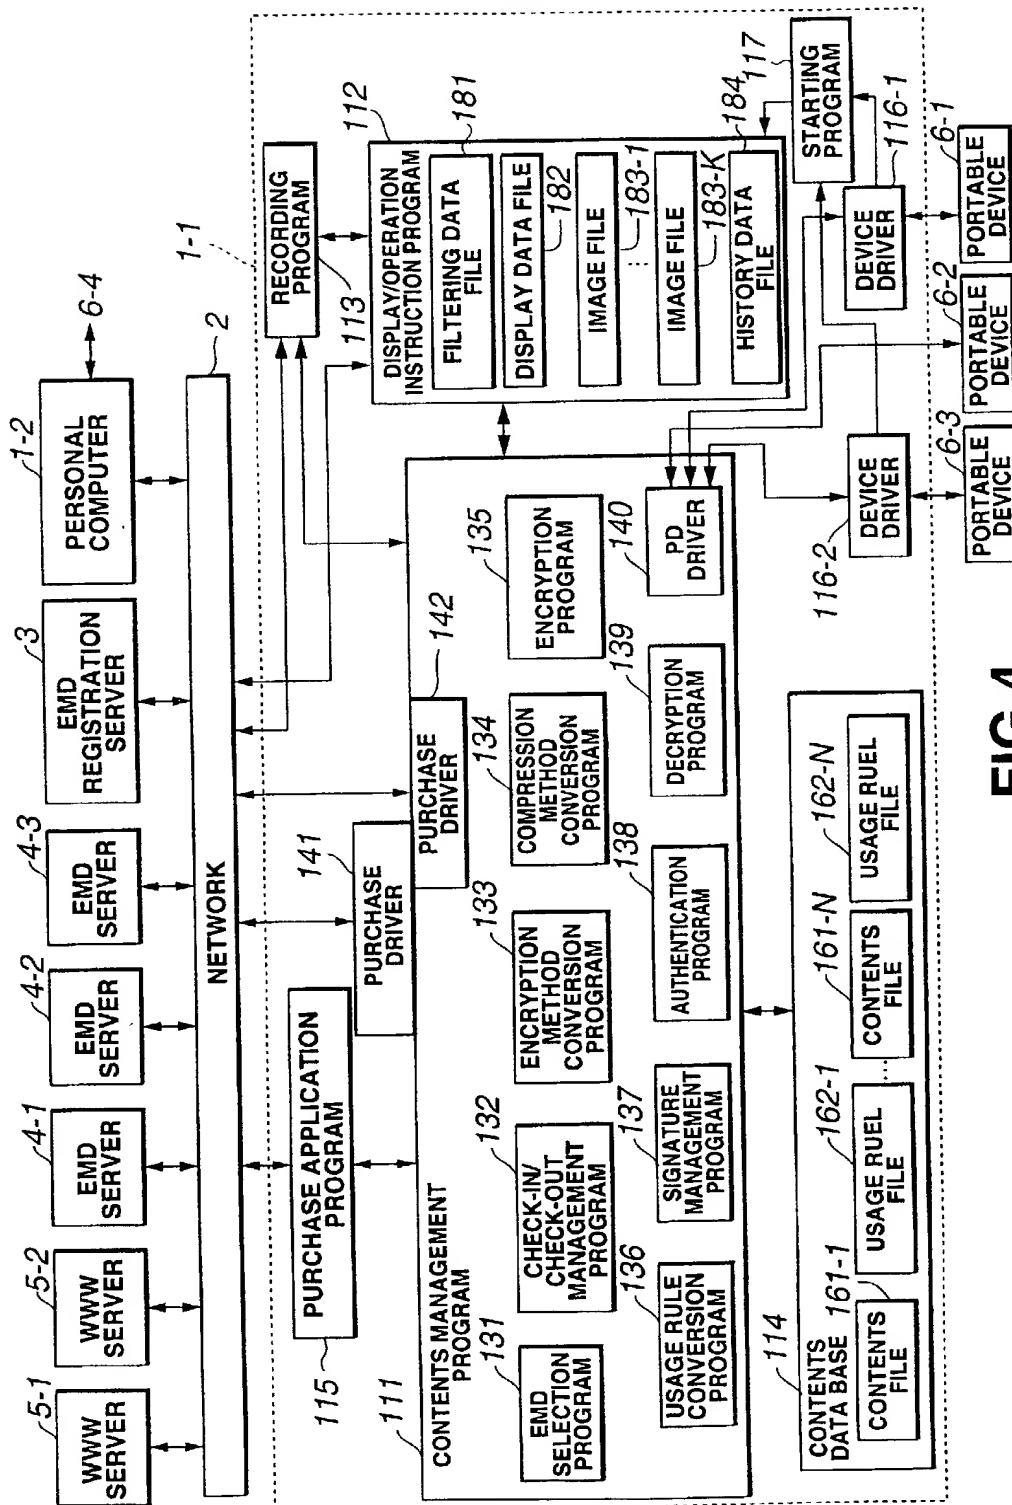 5-1
WWW
SERVER
5-2
WWW
SERVER
4-1
EMD
SERVER
4-2
EMD
SERVER
4-3
EMD
SERVER
3
EMD
REGISTRATION
SERVER
1-2
PERSONAL
COMPUTER
6-4
NETWORK
2
1-1
115
PURCHASE APPLICATION
PROGRAM
141
PURCHASE
DRIVER
142
PURCHASE
DRIVER
RECORDING
PROGRAM
113
111
CONTENTS MANAGEMENT
PROGRAM
131
EMD
SELECTION
PROGRAM
132
CHECK-IN/
CHECK-OUT
MANAGEMENT
PROGRAM
133
ENCRYPTION
METHOD
CONVERSION
PROGRAM
134
COMPRESSION
METHOD
CONVERSION
PROGRAM
135
ENCRYPTION
PROGRAM
136
USAGE RULE
CONVERSION
PROGRAM
137
SIGNATURE
MANAGEMENT
PROGRAM
138
AUTHENTICATION
PROGRAM
139
DECRYPTION
PROGRAM
140
PD
DRIVER
112
DISPLAY/OPERATION
INSTRUCTION PROGRAM
181
FILTERING DATA
FILE
DISPLAY DATA FILE
182
IMAGE FILE
183-1
IMAGE FILE
183-K
184
HISTORY DATA
FILE
117
STARTING
PROGRAM
116-1
DEVICE
DRIVER
116-2
DEVICE
DRIVER
114
CONTENTS
DATA BASE
161-1
CONTENTS
FILE
162-1
USAGE RUEL
FILE
161-N
CONTENTS
FILE
162-N
USAGE RUEL
FILE
6-3
PORTABLE
DEVICE
6-2
PORTABLE
DEVICE
6-1
PORTABLE
DEVICE
FIG.4